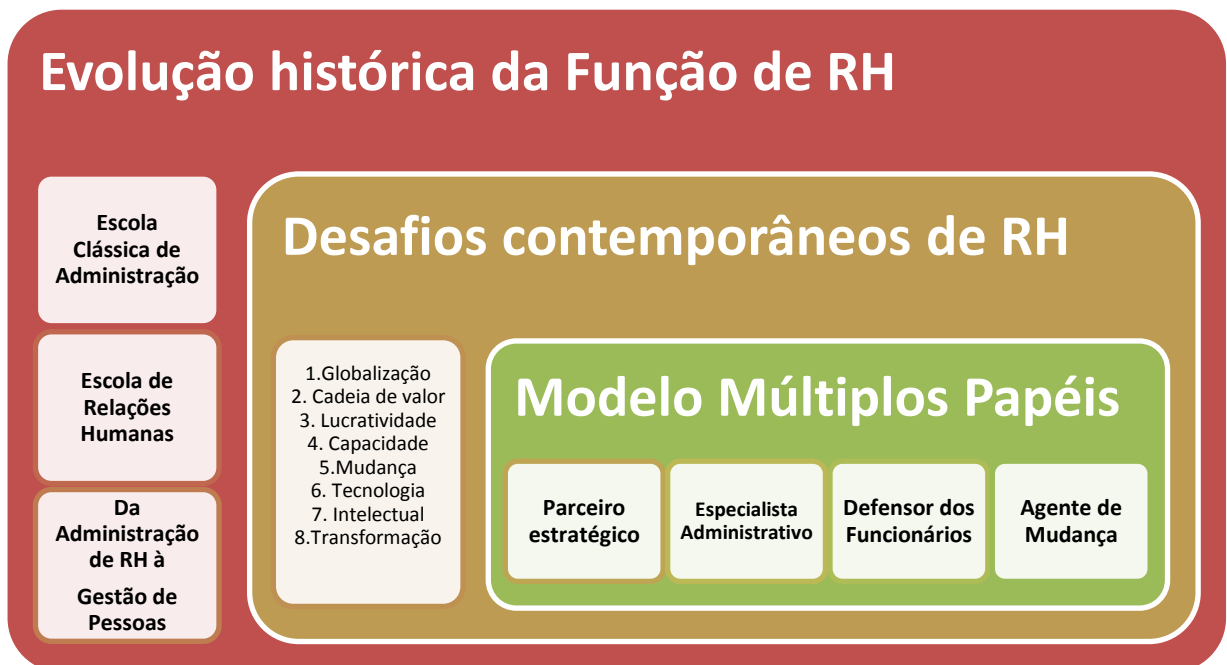 Evolução histórica da Função de RH
Escola
Clássica de
Administração
Escola de
Relações
Humanas
Da
Administração
de RH à
Gestão de
Pessoas
Desafios contemporâneos de RH
1.Globalização
2. Cadeia de valor
3. Lucratividade
4. Capacidade
5.Mudança
6. Tecnologia
7. Intelectual
8.Transformação
Modelo Múltiplos Papéis
Parceiro
estratégico
Especialista
Administrativo
Defensor dos
Funcionários
Agente de
Mudança